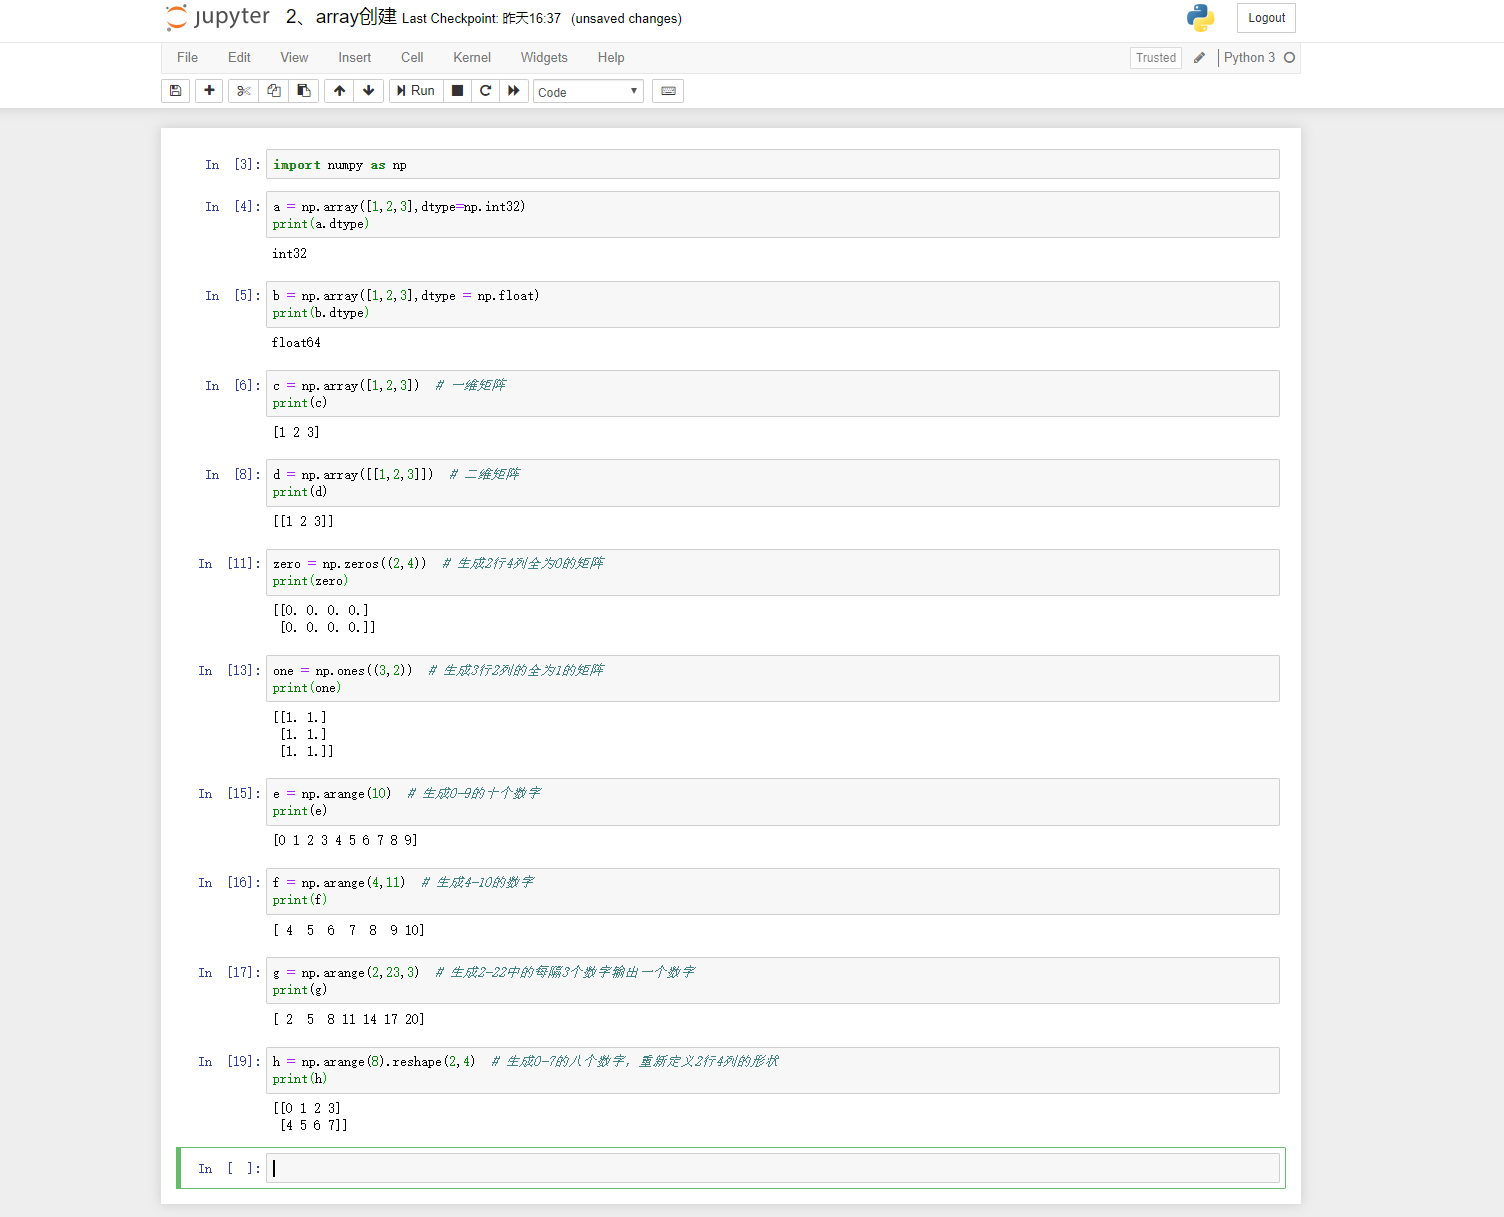 jupyter 2、array创建 Last Checkpoint: 昨天16:37 (unsaved changes) Logout
File Edit View Insert Cell Kernel Widgets Help Trusted Python 3
Run Code
In [3]: import numpy as np
In [4]: a = np.array([1,2,3],dtype=np.int32)
print(a.dtype)
int32
In [5]: b = np.array([1,2,3],dtype = np.float)
print(b.dtype)
float64
In [6]: c = np.array([1,2,3])  # 一维矩阵
print(c)
[1 2 3]
In [8]: d = np.array([[1,2,3]])  # 二维矩阵
print(d)
[[1 2 3]]
In [11]: zero = np.zeros((2,4))  # 生成2行4列全为0的矩阵
print(zero)
[[0. 0. 0. 0.]
[0. 0. 0. 0.]]
In [13]: one = np.ones((3,2))  # 生成3行2列的全为1的矩阵
print(one)
[[1. 1.]
[1. 1.]
[1. 1.]]
In [15]: e = np.arange(10)  # 生成0-9的十个数字
print(e)
[0 1 2 3 4 5 6 7 8 9]
In [16]: f = np.arange(4,11)  # 生成4-10的数字
print(f)
[ 4  5  6  7  8  9 10]
In [17]: g = np.arange(2,23,3)  # 生成2-22中的每隔3个数字输出一个数字
print(g)
[ 2  5  8 11 14 17 20]
In [19]: h = np.arange(8).reshape(2,4)  # 生成0-7的八个数字，重新定义2行4列的形状
print(h)
[[0 1 2 3]
[4 5 6 7]]
In [ ]: